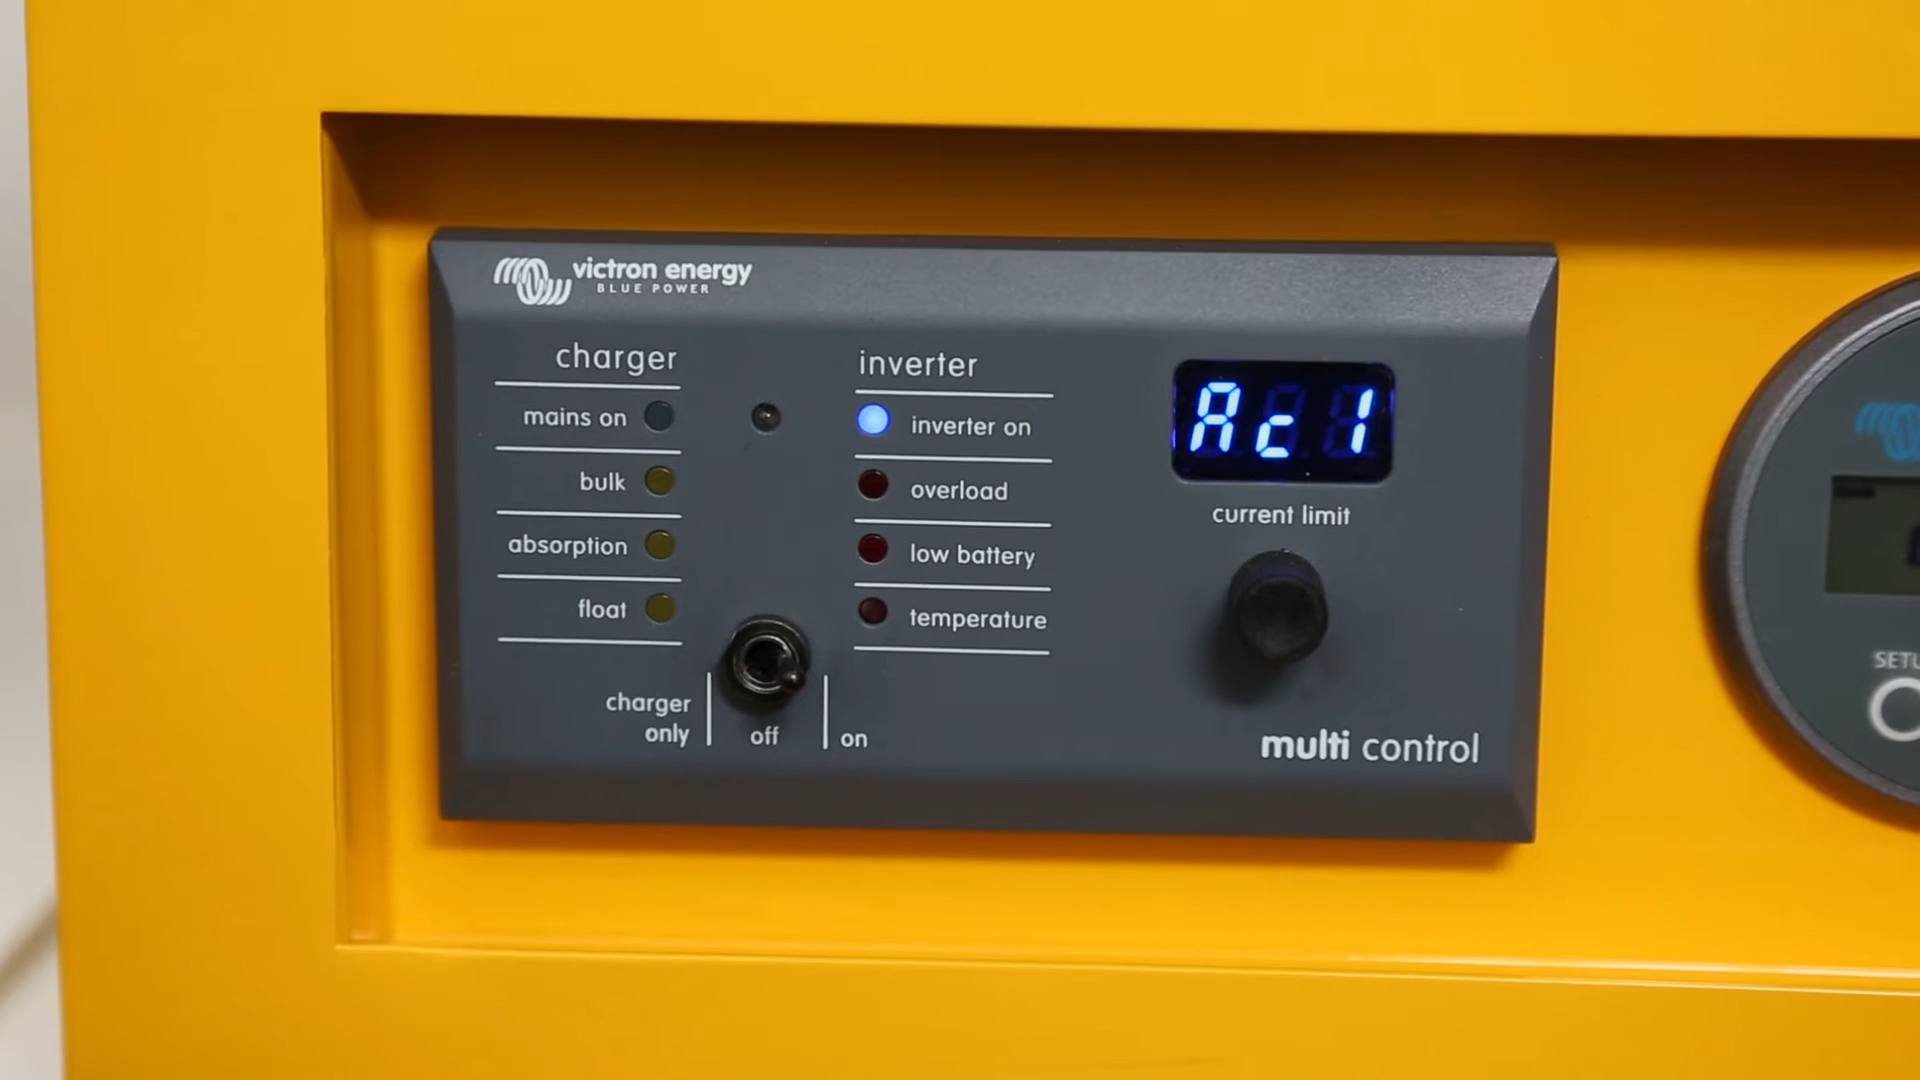 victron energy
BLUE POWER
charger
mains on
bulk
absorption
float
inverter
inverter on
overload
low battery
temperature
Ac1
current limit
charger
only
off
on
multi control